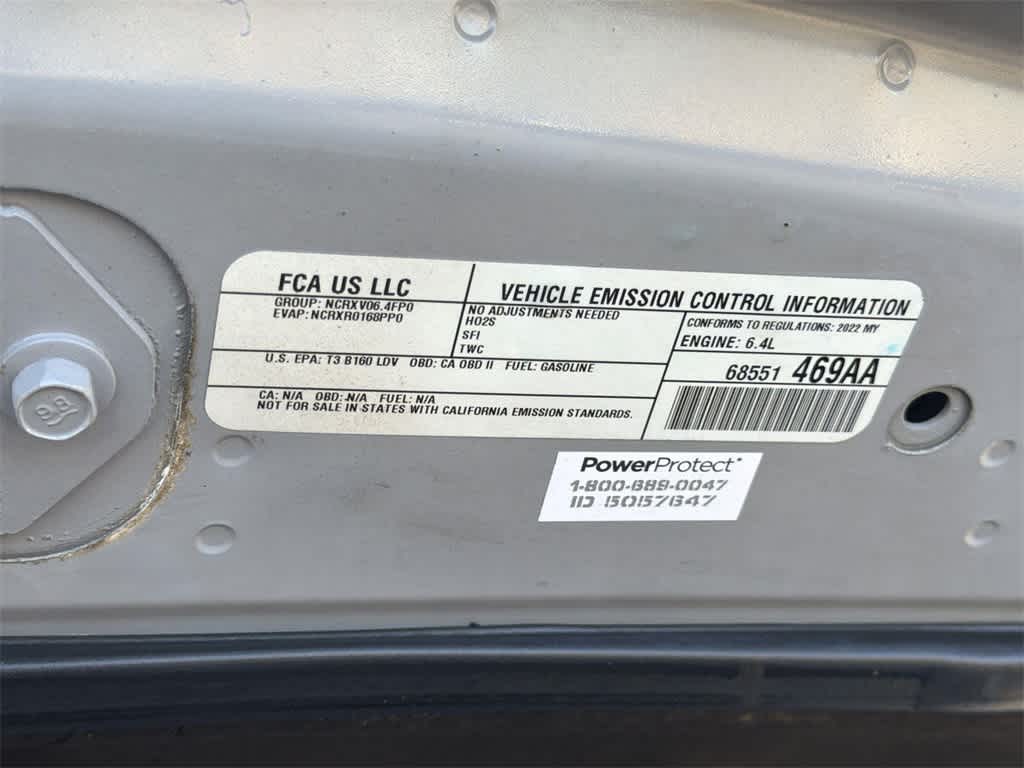 FCA US LLC
GROUP: NCRXV06.4FP0
EVAP: NCRXR0168PP0
VEHICLE EMISSION CONTROL INFORMATION
NO ADJUSTMENTS NEEDED
HO2S
SFI
TWC
CONFORMS TO REGULATIONS: 2022 MY
ENGINE: 6.4L
U.S. EPA: T3 B160 LDV OBD: CA OBD II FUEL: GASOLINE
68551 469AA
CA: N/A OBD: N/A FUEL: N/A
NOT FOR SALE IN STATES WITH CALIFORNIA EMISSION STANDARDS.
PowerProtect
1-800-889-0047
ID 5057647